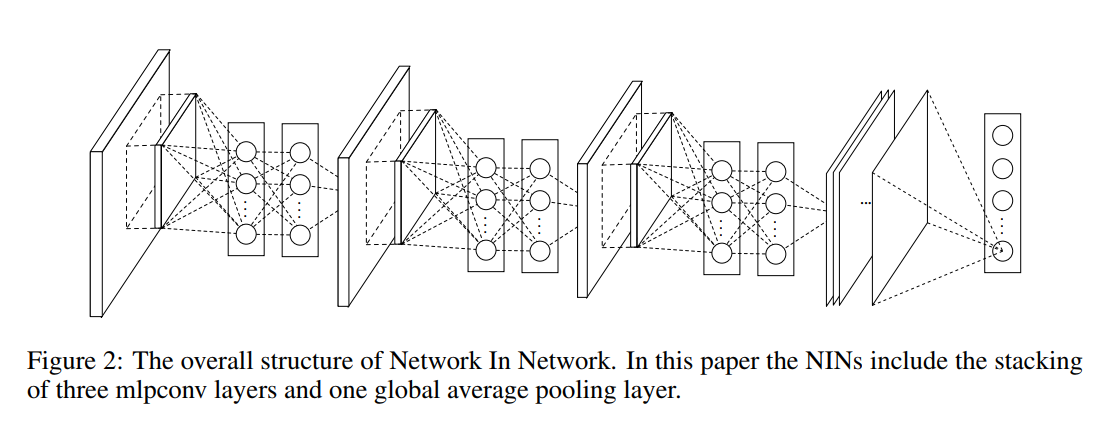 ...
Figure 2: The overall structure of Network In Network. In this paper the NINs include the stacking
of three mlpconv layers and one global average pooling layer.